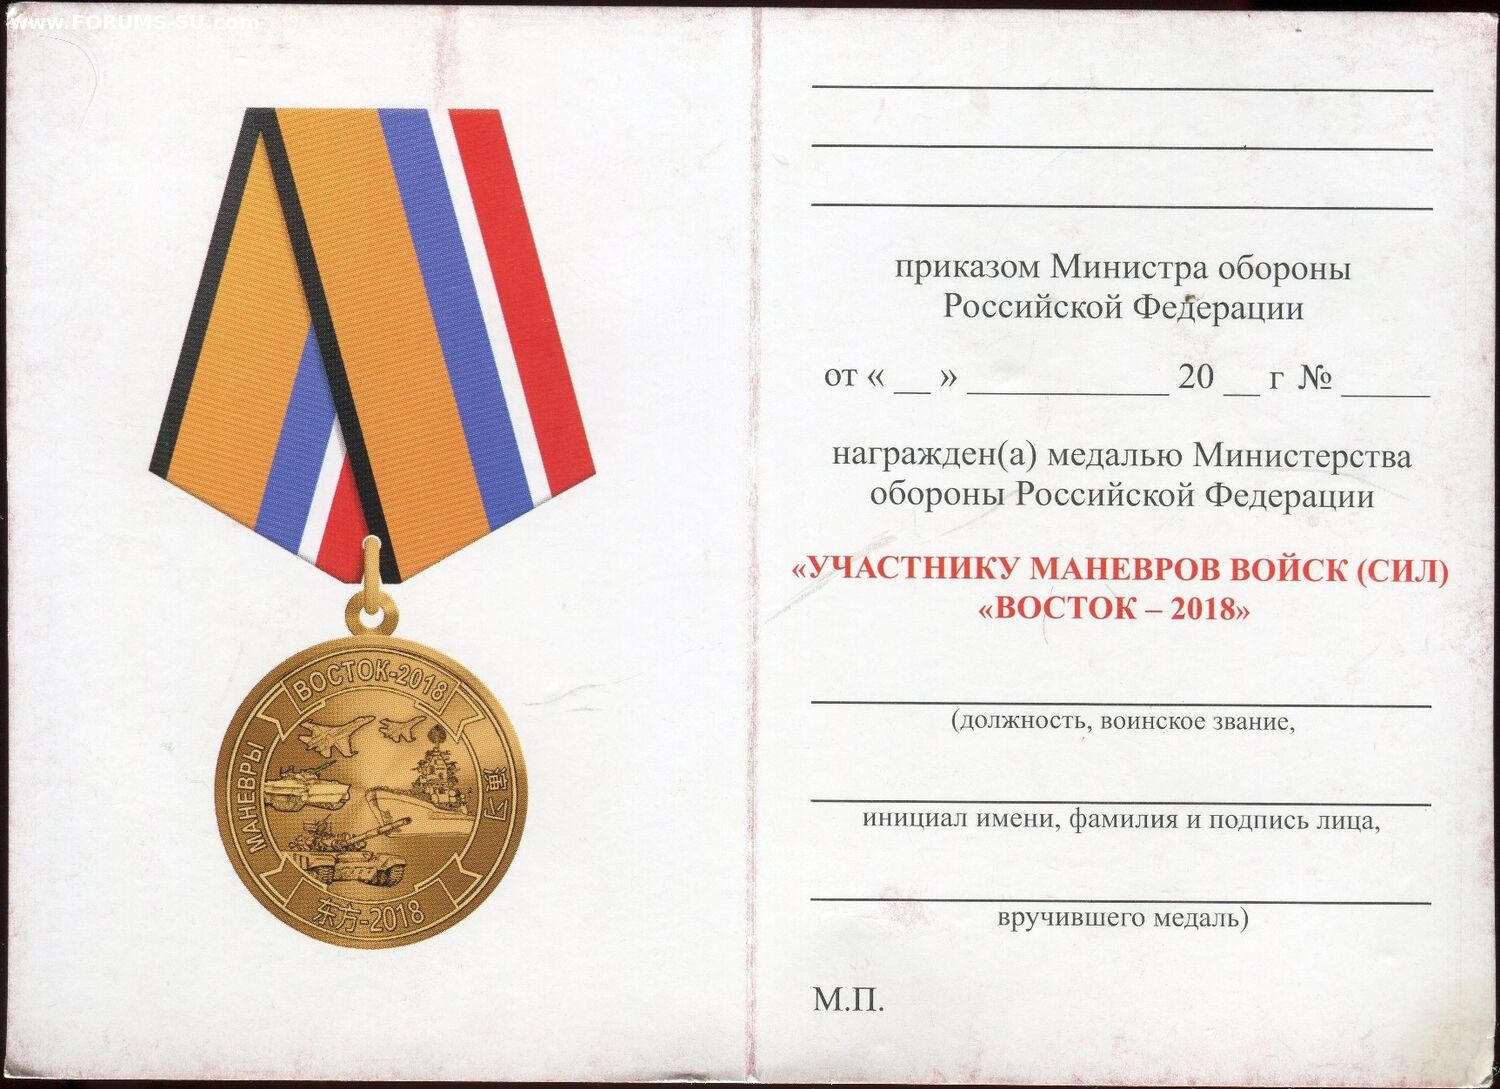 www.FORUMS-SU.com
ВОСТОК-2018
МАНЕВРЫ
东方-2018
приказом Министра обороны
Российской Федерации
от « __ » ___________ 20 __ г № _____
награжден(а) медалью Министерства
обороны Российской Федерации
«УЧАСТНИКУ МАНЕВРОВ ВОЙСК (СИЛ)
«ВОСТОК – 2018»
(должность, воинское звание,
инициал имени, фамилия и подпись лица,
вручившего медаль)
М.П.